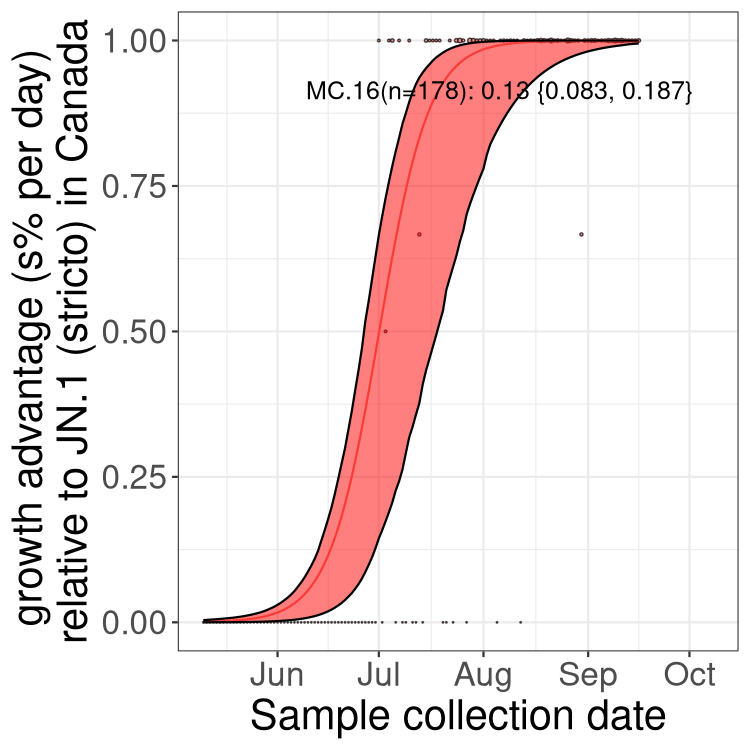 growth advantage (s% per day)
relative to JN.1 (stricto) in Canada
1.00
0.75
0.50
0.25
0.00
MC.16(n=178): 0.13 {0.083, 0.187}
Jun Jul Aug Sep Oct
Sample collection date